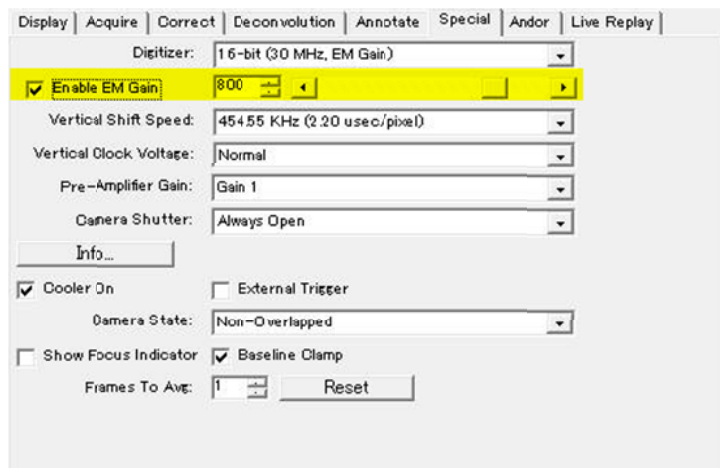 Display Acquire Correct Deconvolution Annotate Special Andor Live Replay
Digitizer: 16-bit (30 MHz, EM Gain)
Enable EM Gain 800
Vertical Shift Speed: 454.55 KHz (2.20 usec/pixel)
Vertical Clock Voltage: Normal
Pre-Amplifier Gain: Gain 1
Camera Shutter: Always Open
Info...
Cooler On External Trigger
Camera State: Non-Overlapped
Show Focus Indicator Baseline Clamp
Frames To Avg: 1 Reset